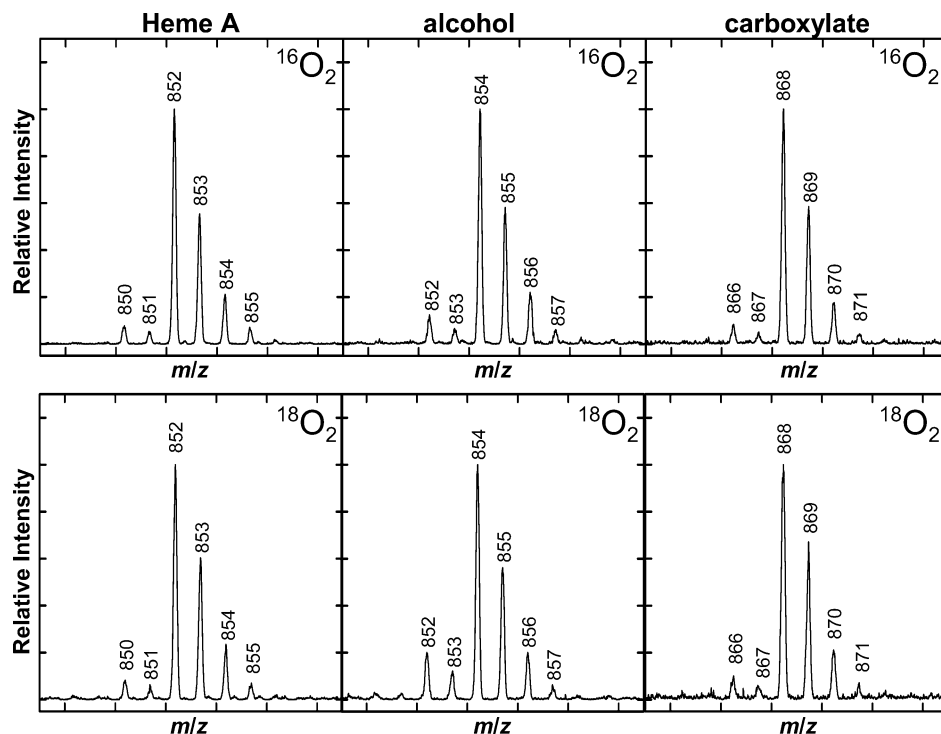 Heme A alcohol carboxylate
Relative Intensity
¹⁶O₂
850
851
852
853
854
855
m/z
¹⁶O₂
852
853
854
855
856
857
m/z
¹⁶O₂
866
867
868
869
870
871
m/z
Relative Intensity
¹⁸O₂
850
851
852
853
854
855
m/z
¹⁸O₂
852
853
854
855
856
857
m/z
¹⁸O₂
866
867
868
869
870
871
m/z